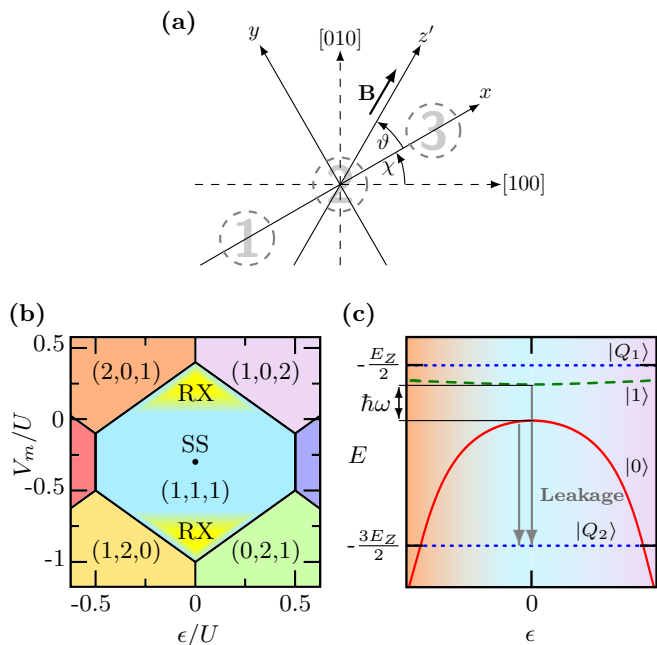 (a)
y
[010]
z′
B
x
ϑ
3
χ
2
[100]
1
(b)
0.5
0
-0.5
-1
V_m/U
(2,0,1)
(1,0,2)
RX
SS
(1,1,1)
RX
(1,2,0)
(0,2,1)
-0.5
0
0.5
ϵ/U
(c)
-E_Z/2
|Q_1⟩
|1⟩
ℏω
E
|0⟩
Leakage
-3E_Z/2
|Q_2⟩
0
ϵ